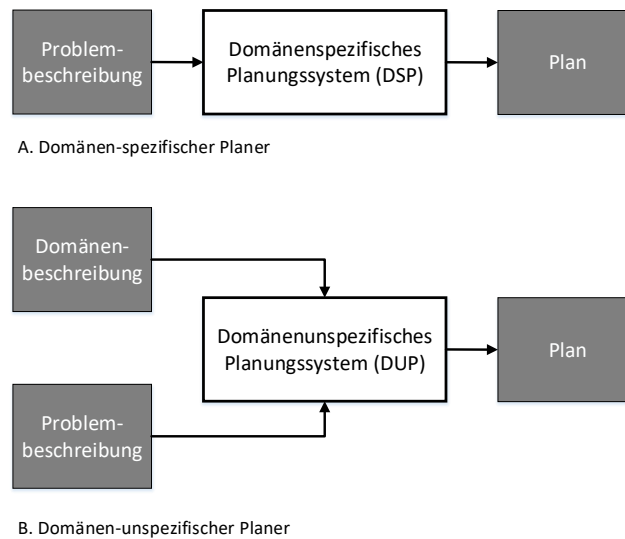 Problem-
beschreibung
Domänenspezifisches
Planungssystem (DSP)
Plan
A. Domänen-spezifischer Planer
Domänen-
beschreibung
Domänenunspezifisches
Planungssystem (DUP)
Plan
Problem-
beschreibung
B. Domänen-unspezifischer Planer